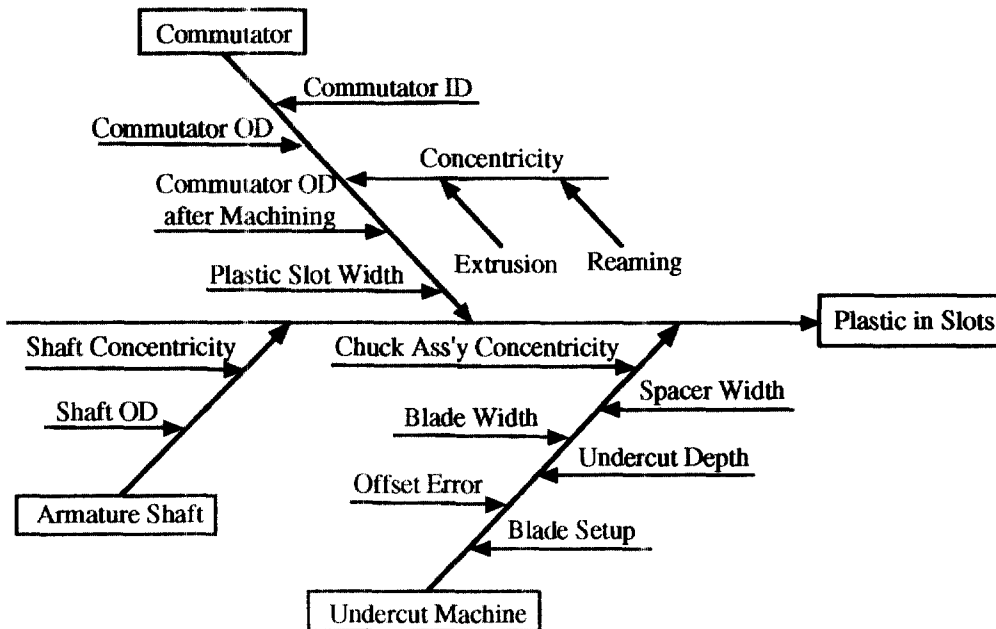 Commutator
Commutator ID
Commutator OD
Concentricity
Commutator OD
after Machining
Extrusion
Reaming
Plastic Slot Width
Plastic in Slots
Shaft Concentricity
Chuck Ass'y Concentricity
Spacer Width
Shaft OD
Blade Width
Undercut Depth
Offset Error
Armature Shaft
Blade Setup
Undercut Machine